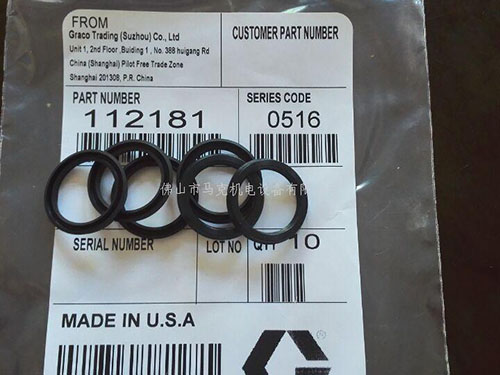 FROM
Graco Trading (Suzhou) Co., Ltd
Unit 1, 2nd Floor ,Buiding 1 , No. 388 huigang Rd
China (Shanghai) Pilot Free Trade Zone
Shanghai 201308, P.R. China
CUSTOMER PART NUMBER
PART NUMBER
112181
SERIES CODE
0516
佛山市马克机电设备有限
SERIAL NUMBER
LOT NO
QTY 10
MADE IN U.S.A
G